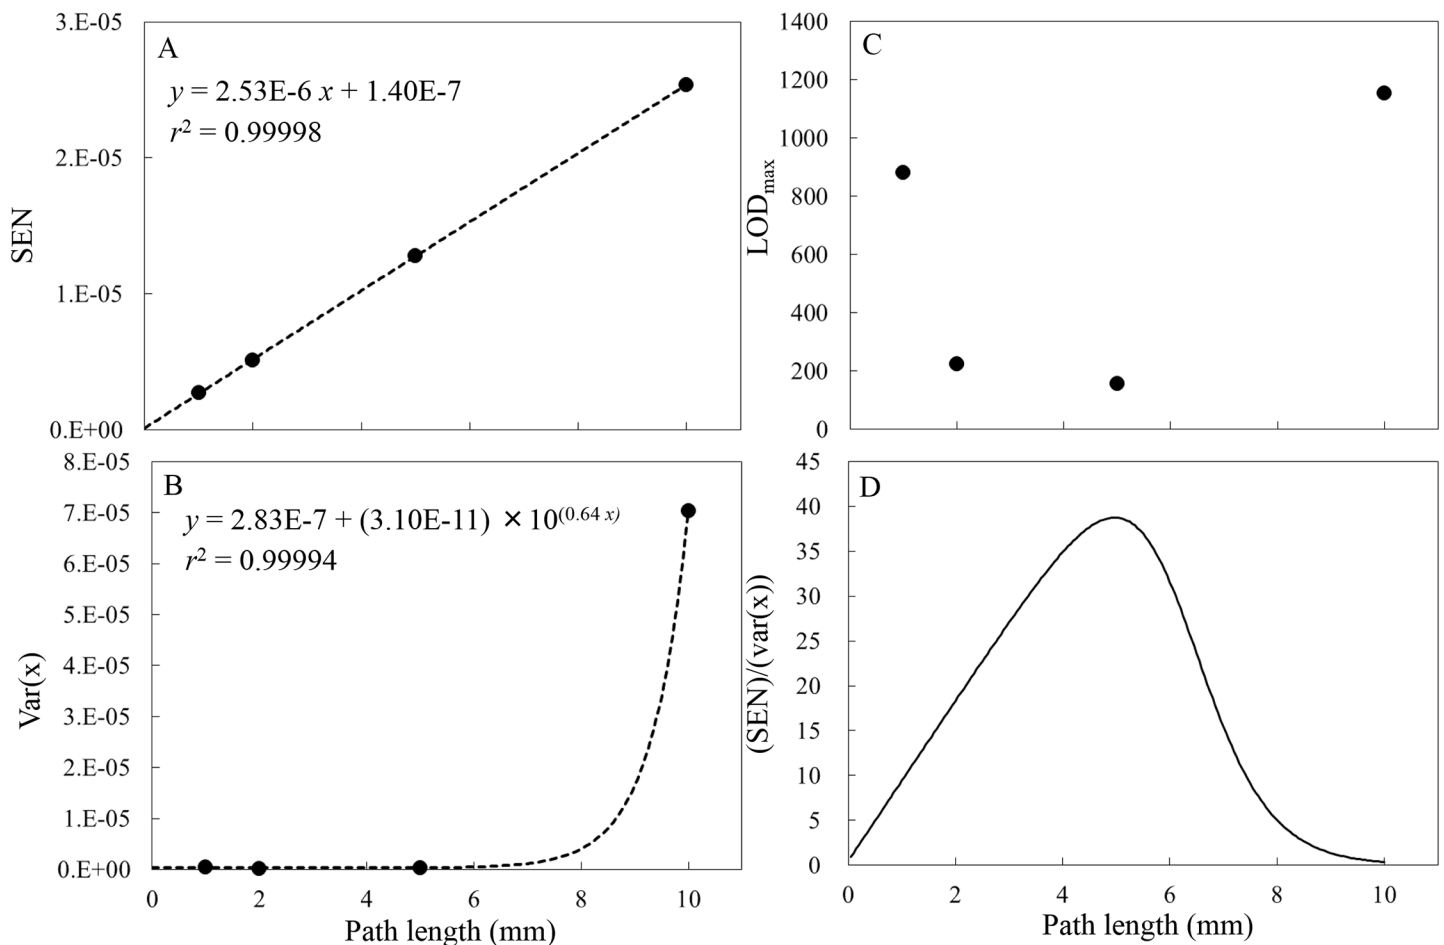 A
y = 2.53E-6 x + 1.40E-7
r² = 0.99998
3.E-05
2.E-05
1.E-05
0.E+00
SEN
C
1400
1200
1000
800
600
400
200
0
LODmax
B
y = 2.83E-7 + (3.10E-11) × 10^(0.64 x)
r² = 0.99994
8.E-05
7.E-05
6.E-05
5.E-05
4.E-05
3.E-05
2.E-05
1.E-05
0.E+00
Var(x)
0 2 4 6 8 10
Path length (mm)
D
45
40
35
30
25
20
15
10
5
0
(SEN)/(var(x))
0 2 4 6 8 10
Path length (mm)